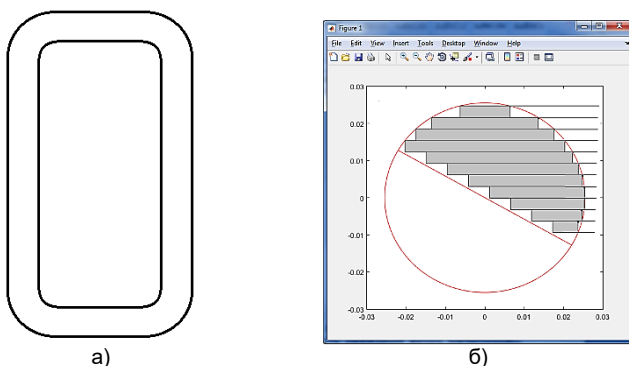 Figure 1
File Edit View Insert Tools Desktop Window Help
0.03
0.02
0.01
0
-0.01
-0.02
-0.03
-0.03 -0.02 -0.01 0 0.01 0.02 0.03
а) б)